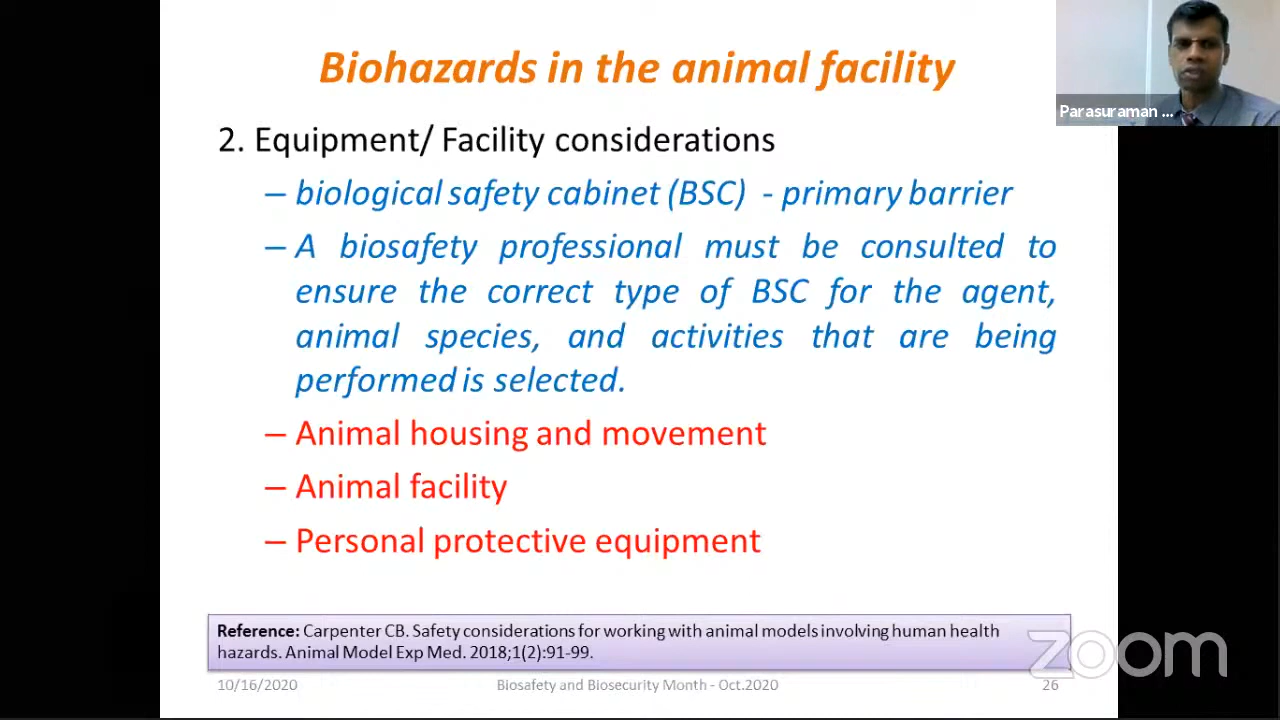 Biohazards in the animal facility
Parasuraman ...
2. Equipment/ Facility considerations
– biological safety cabinet (BSC) - primary barrier
– A biosafety professional must be consulted to
ensure the correct type of BSC for the agent,
animal species, and activities that are being
performed is selected.
– Animal housing and movement
– Animal facility
– Personal protective equipment
Reference: Carpenter CB. Safety considerations for working with animal models involving human health
hazards. Animal Model Exp Med. 2018;1(2):91-99.
zoom
10/16/2020 Biosafety and Biosecurity Month - Oct.2020 26